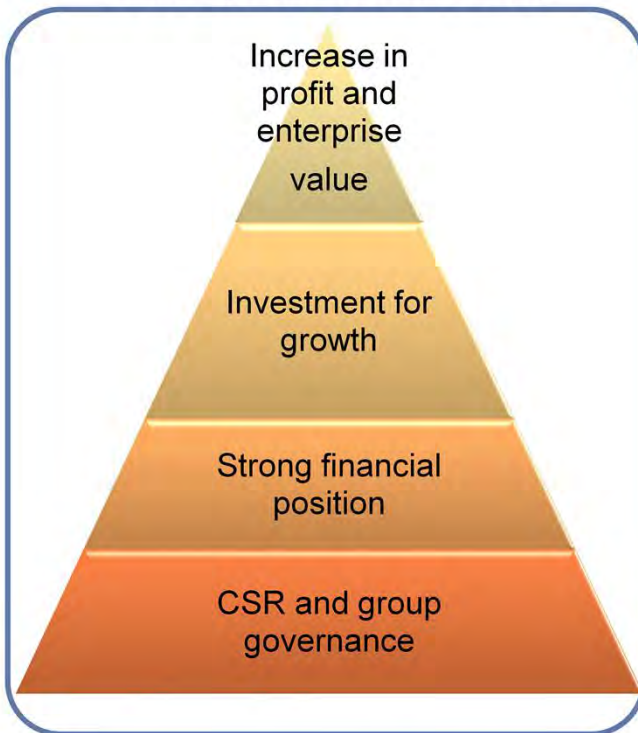 Increase in
profit and
enterprise
value
Investment for
growth
Strong financial
position
CSR and group
governance